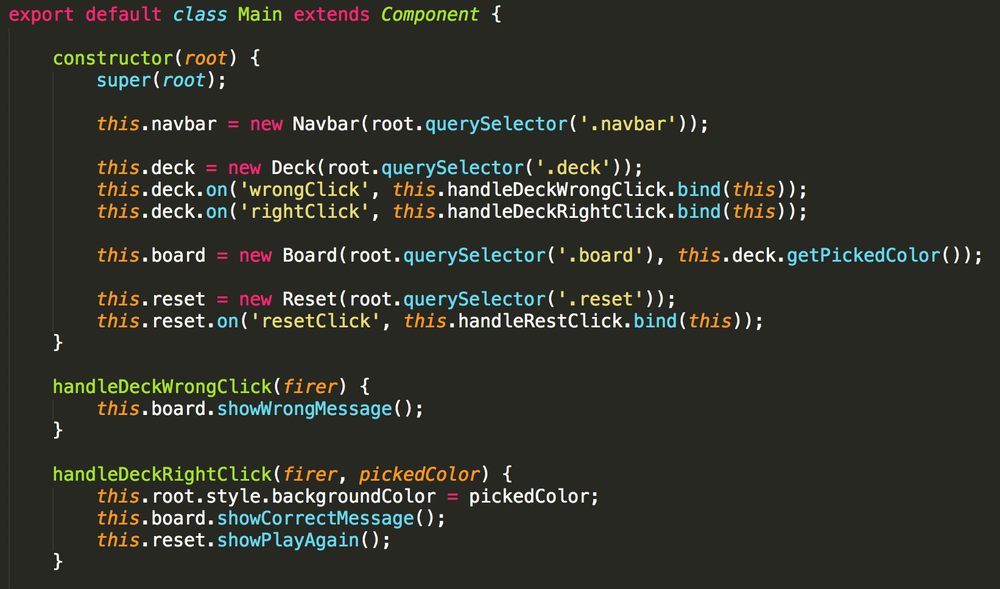 export default class Main extends Component {
constructor(root) {
super(root);
this.navbar = new Navbar(root.querySelector('.navbar'));
this.deck = new Deck(root.querySelector('.deck'));
this.deck.on('wrongClick', this.handleDeckWrongClick.bind(this));
this.deck.on('rightClick', this.handleDeckRightClick.bind(this));
this.board = new Board(root.querySelector('.board'), this.deck.getPickedColor());
this.reset = new Reset(root.querySelector('.reset'));
this.reset.on('resetClick', this.handleRestClick.bind(this));
}
handleDeckWrongClick(firer) {
this.board.showWrongMessage();
}
handleDeckRightClick(firer, pickedColor) {
this.root.style.backgroundColor = pickedColor;
this.board.showCorrectMessage();
this.reset.showPlayAgain();
}